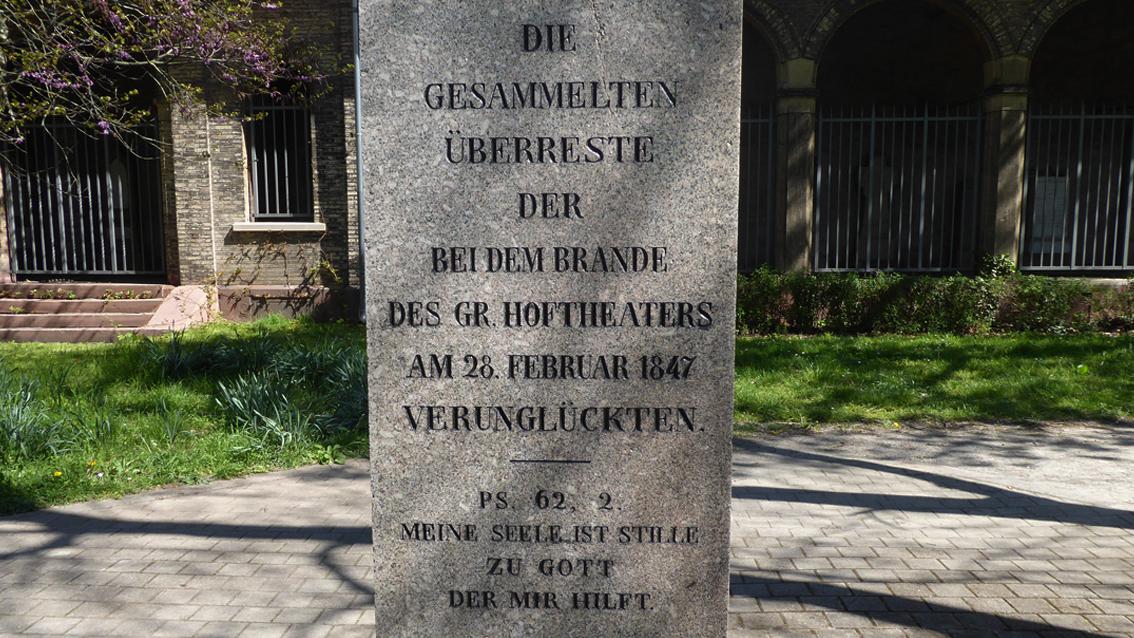 DIE
GESAMMELTEN
ÜBERRESTE
DER
BEI DEM BRANDE
DES GR. HOFTHEATERS
AM 28. FEBRUAR 1847
VERUNGLÜCKTEN.
PS. 62, 2.
MEINE SEELE IST STILLE
ZU GOTT
DER MIR HILFT.